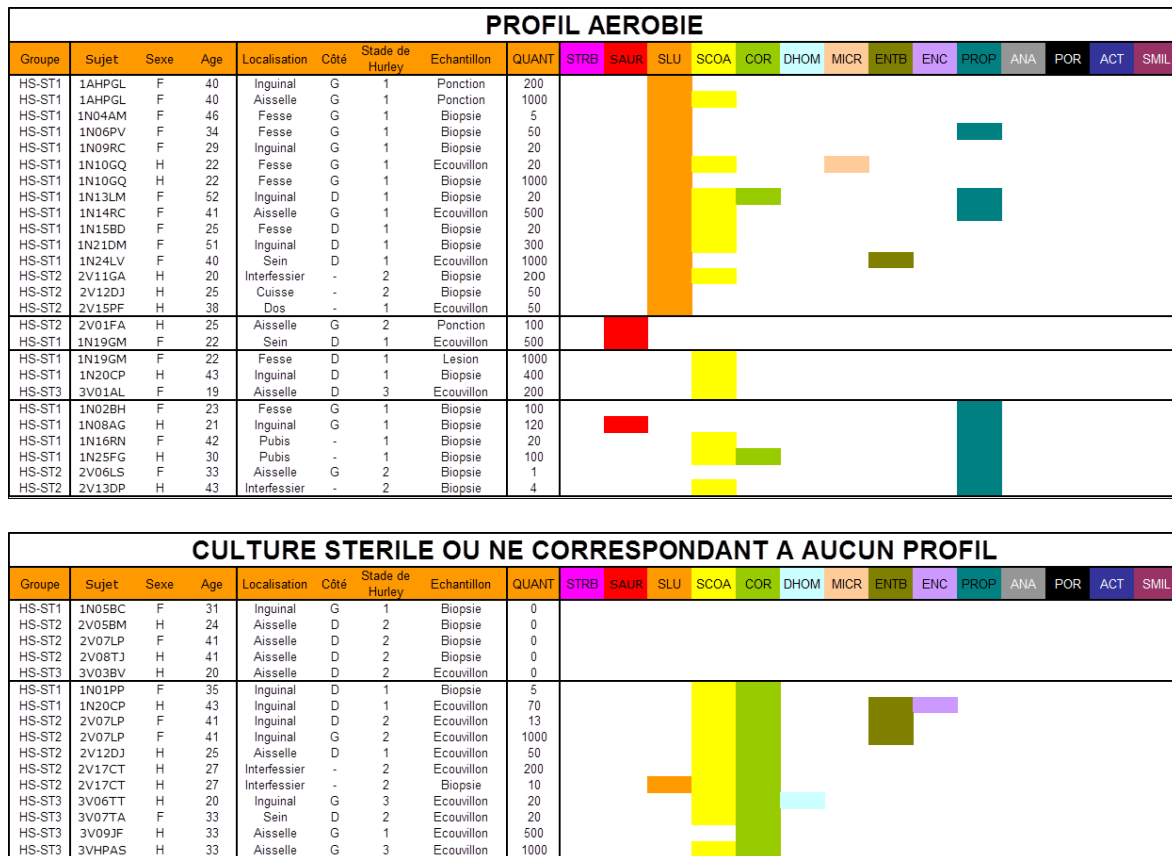 PROFIL AEROBIE
Groupe Sujet Sexe Age Localisation Côté Stade de Hurley Echantillon QUANT STRB SAUR SLU SCOA COR DHOM MICR ENTB ENC PROP ANA POR ACT SMIL
HS-ST1 1AHPGL F 40 Inguinal G 1 Ponction 200
HS-ST1 1AHPGL F 40 Aisselle G 1 Ponction 1000
HS-ST1 1N04AM F 46 Fesse G 1 Biopsie 5
HS-ST1 1N06PV F 34 Fesse G 1 Biopsie 50
HS-ST1 1N09RC F 29 Inguinal G 1 Biopsie 20
HS-ST1 1N10GQ H 22 Fesse G 1 Ecouvillon 20
HS-ST1 1N10GQ H 22 Fesse G 1 Biopsie 1000
HS-ST1 1N13LM F 52 Inguinal D 1 Biopsie 20
HS-ST1 1N14RC F 41 Aisselle G 1 Ecouvillon 500
HS-ST1 1N15BD F 25 Fesse D 1 Biopsie 20
HS-ST1 1N21DM F 51 Inguinal D 1 Biopsie 300
HS-ST1 1N24LV F 40 Sein D 1 Ecouvillon 1000
HS-ST2 2V11GA H 20 Interfessier - 2 Biopsie 200
HS-ST2 2V12DJ H 25 Cuisse - 2 Biopsie 50
HS-ST2 2V15PF H 38 Dos - 1 Ecouvillon 50
HS-ST2 2V01FA H 25 Aisselle G 2 Ponction 100
HS-ST1 1N19GM F 22 Sein D 1 Ecouvillon 500
HS-ST1 1N19GM F 22 Fesse D 1 Lesion 1000
HS-ST1 1N20CP H 43 Inguinal D 1 Biopsie 400
HS-ST3 3V01AL F 19 Aisselle D 3 Ecouvillon 200
HS-ST1 1N02BH F 23 Fesse G 1 Biopsie 100
HS-ST1 1N08AG H 21 Inguinal G 1 Biopsie 120
HS-ST1 1N16RN F 42 Pubis - 1 Biopsie 20
HS-ST1 1N25FG H 30 Pubis - 1 Biopsie 100
HS-ST2 2V06LS F 33 Aisselle G 2 Biopsie 1
HS-ST2 2V13DP H 43 Interfessier - 2 Biopsie 4
CULTURE STERILE OU NE CORRESPONDANT A AUCUN PROFIL
Groupe Sujet Sexe Age Localisation Côté Stade de Hurley Echantillon QUANT STRB SAUR SLU SCOA COR DHOM MICR ENTB ENC PROP ANA POR ACT SMIL
HS-ST1 1N05BC F 31 Inguinal G 1 Biopsie 0
HS-ST2 2V05BM H 24 Aisselle D 2 Biopsie 0
HS-ST2 2V07LP F 41 Aisselle D 2 Biopsie 0
HS-ST2 2V08TJ H 41 Aisselle D 2 Biopsie 0
HS-ST3 3V03BV H 20 Aisselle D 2 Ecouvillon 0
HS-ST1 1N01PP F 35 Inguinal D 1 Biopsie 5
HS-ST1 1N20CP H 43 Inguinal D 1 Ecouvillon 70
HS-ST2 2V07LP F 41 Inguinal D 2 Ecouvillon 13
HS-ST2 2V07LP F 41 Inguinal G 2 Ecouvillon 1000
HS-ST2 2V12DJ H 25 Aisselle D 1 Ecouvillon 50
HS-ST2 2V17CT H 27 Interfessier - 2 Ecouvillon 200
HS-ST2 2V17CT H 27 Interfessier - 2 Biopsie 10
HS-ST3 3V06TT H 20 Inguinal G 3 Ecouvillon 20
HS-ST3 3V07TA F 33 Sein D 2 Ecouvillon 20
HS-ST3 3V09JF H 33 Aisselle G 1 Ecouvillon 500
HS-ST3 3VHPAS H 33 Aisselle G 3 Ecouvillon 1000